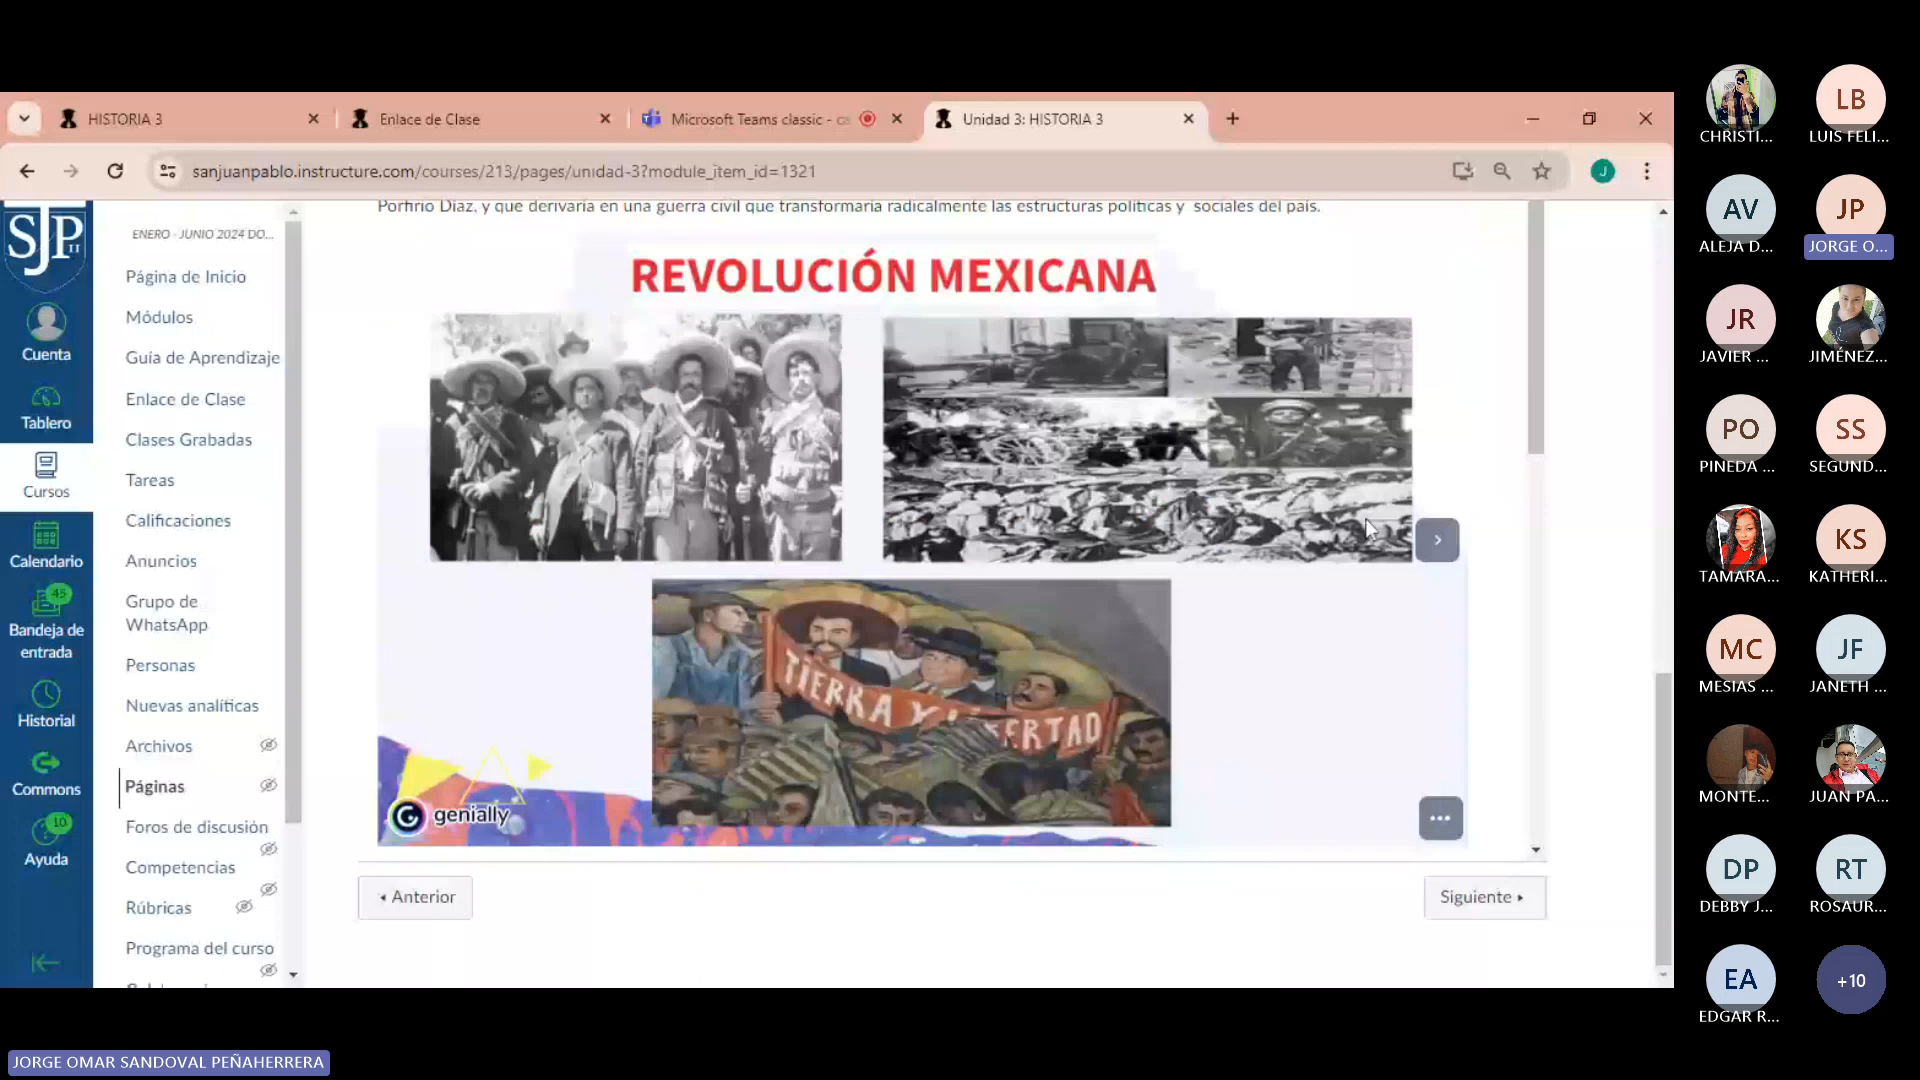 HISTORIA 3
Enlace de Clase
Microsoft Teams classic - ca
Unidad 3: HISTORIA 3
sanjuanpablo.instructure.com/courses/213/pages/unidad-3?module_item_id=1321
J
SJP II
Cuenta
Tablero
Cursos
Calendario
45
Bandeja de
entrada
Historial
Commons
10
Ayuda
ENERO - JUNIO 2024 DO...
Página de Inicio
Módulos
Guía de Aprendizaje
Enlace de Clase
Clases Grabadas
Tareas
Calificaciones
Anuncios
Grupo de
WhatsApp
Personas
Nuevas analíticas
Archivos
Páginas
Foros de discusión
Competencias
Rúbricas
Programa del curso
Porfirio Díaz, y que derivaría en una guerra civil que transformaría radicalmente las estructuras políticas y sociales del país.
REVOLUCIÓN MEXICANA
TIERRA Y LIBERTAD
genially
Anterior
Siguiente
CHRISTI...
LB
LUIS FELI...
AV
ALEJA D...
JP
JORGE O...
JR
JAVIER ...
JIMÉNEZ...
PO
PINEDA ...
SS
SEGUND...
TAMARA...
KS
KATHERI...
MC
MESIAS ...
JF
JANETH ...
MONTE...
JUAN PA...
DP
DEBBY J...
RT
ROSAUR...
EA
EDGAR R...
+10
JORGE OMAR SANDOVAL PEÑAHERRERA